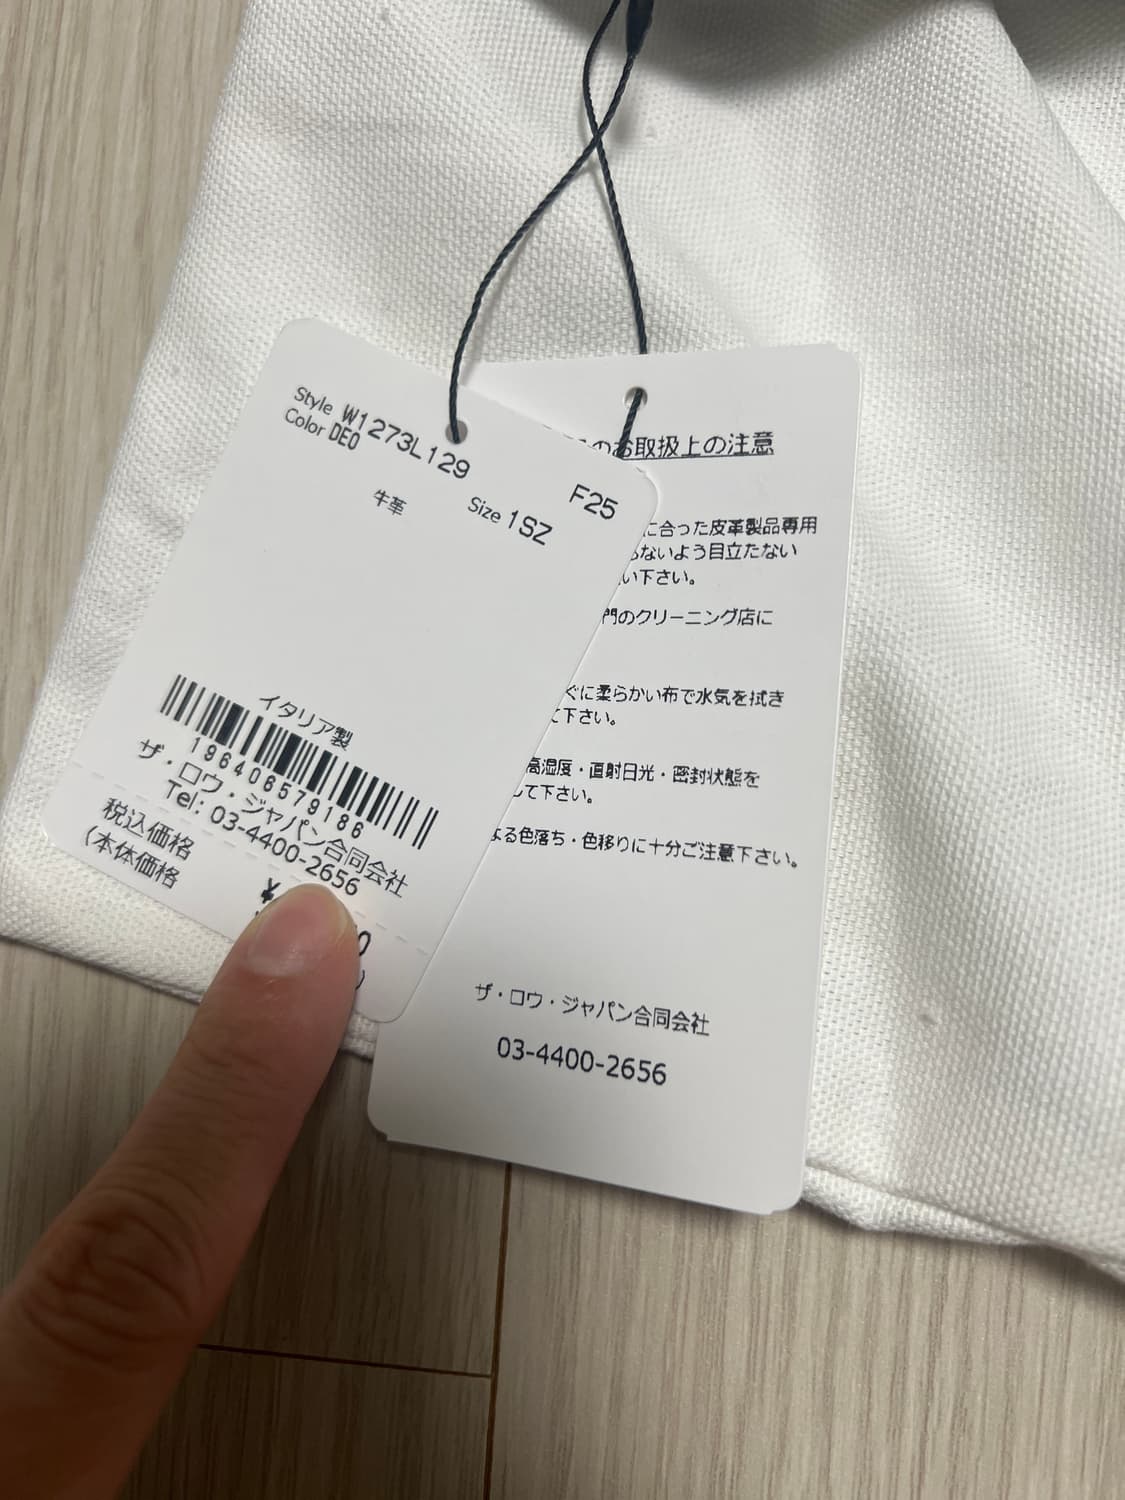 Style W1273L129
Color DE0
F25
牛革
Size 1SZ
イタリア製
196406579186
ザ・ロウ・ジャパン合同会社
Tel: 03-4400-2656
税込価格 ¥
(本体価格
のお取扱上の注意
に合った皮革製品専用
ないよう目立たない
い下さい。
門のクリーニング店に
ぐに柔らかい布で水気を拭き
て下さい。
高湿度・直射日光・密封状態を
して下さい。
よる色落ち・色移りに十分ご注意下さい。
ザ・ロウ・ジャパン合同会社
03-4400-2656